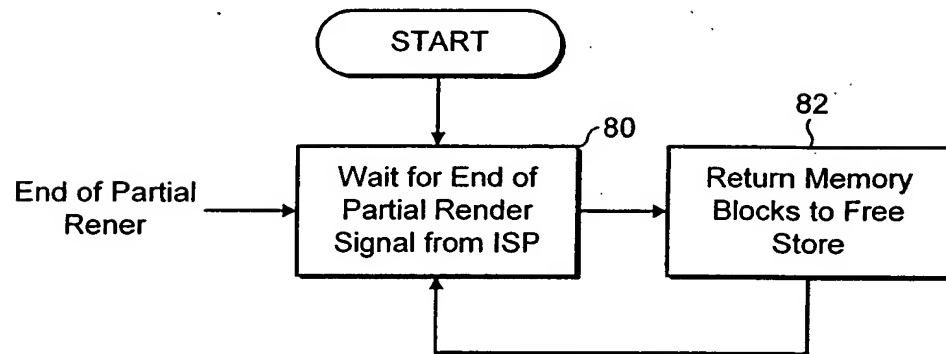 START
80
82
End of Partial
Rener
Wait for End of
Partial Render
Signal from ISP
Return Memory
Blocks to Free
Store